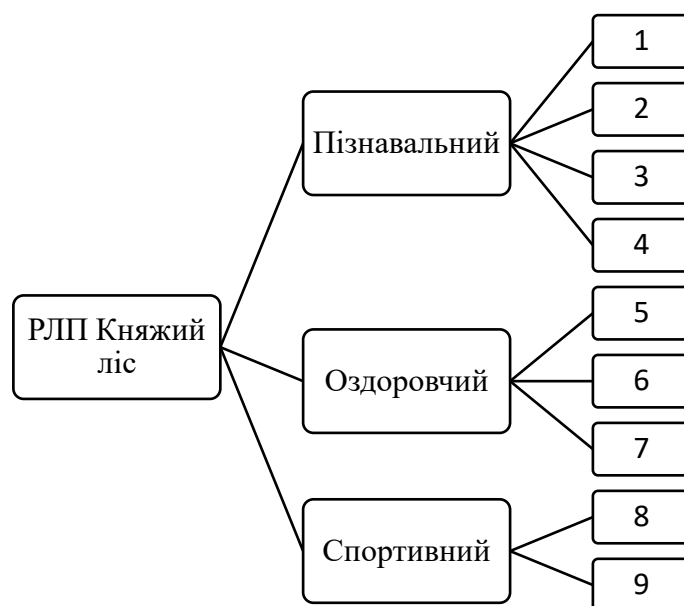 РЛП Княжий
ліс
Пізнавальний
1
2
3
4
Оздоровчий
5
6
7
Спортивний
8
9